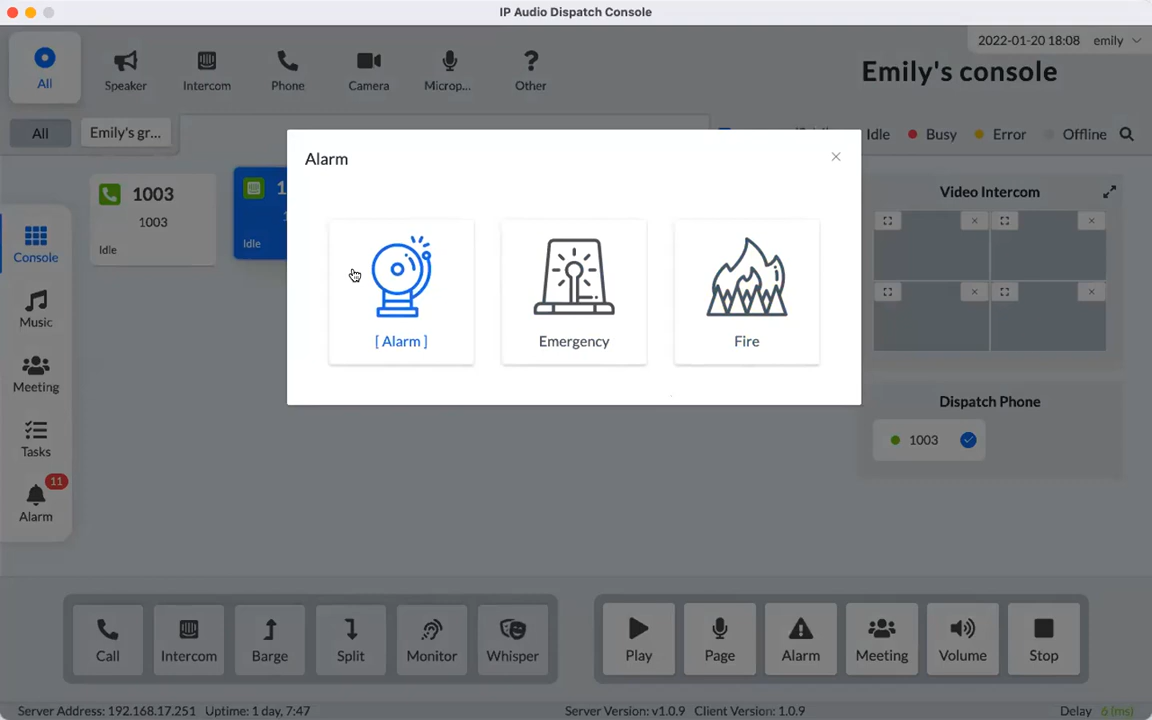 IP Audio Dispatch Console
2022-01-20 18:08 emily
All
Speaker
Intercom
Phone
Camera
Microp...
Other
Emily's console
All
Emily's gr...
Idle
Busy
Error
Offline
Alarm
[ Alarm ]
Emergency
Fire
1003
1003
Idle
Idle
Console
Music
Meeting
Tasks
11
Alarm
Video Intercom
Dispatch Phone
1003
Call
Intercom
Barge
Split
Monitor
Whisper
Play
Page
Alarm
Meeting
Volume
Stop
Server Address: 192.168.17.251 Uptime: 1 day, 7:47
Server Version: v1.0.9 Client Version: 1.0.9
Delay 6 (ms)